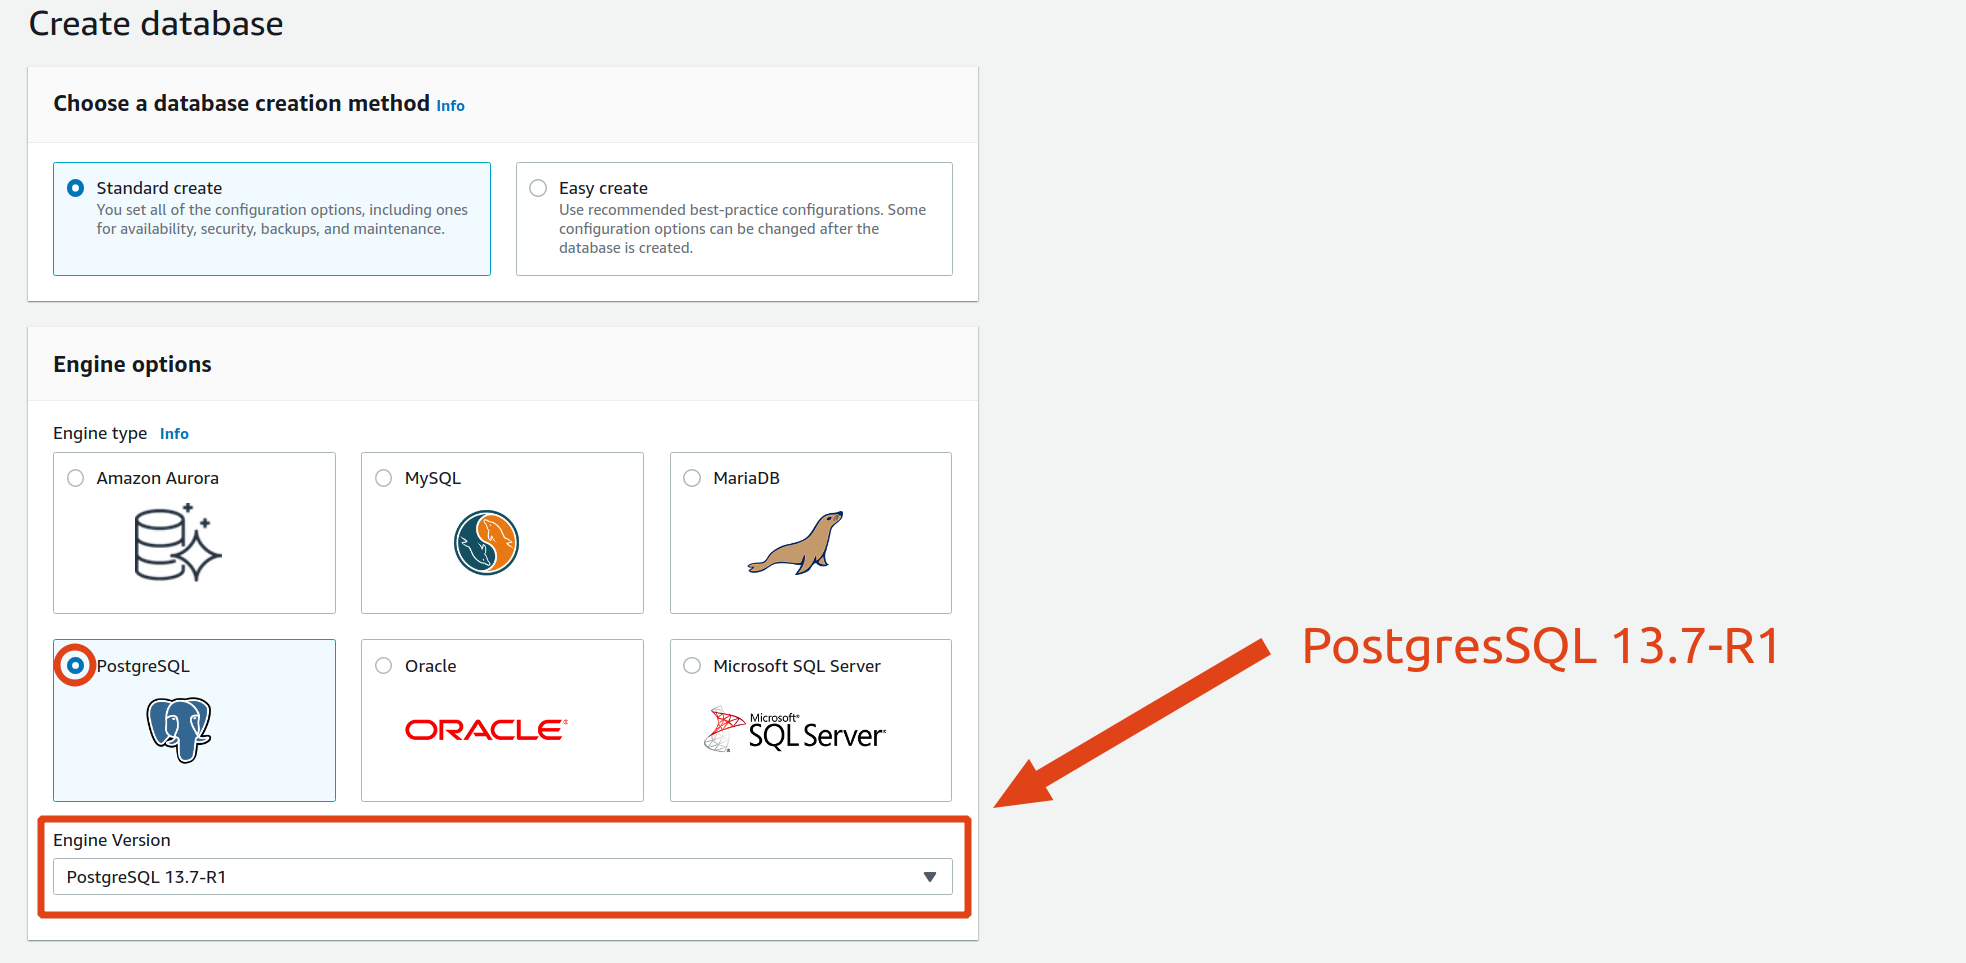 Create database
Choose a database creation method Info
Standard create
You set all of the configuration options, including ones
for availability, security, backups, and maintenance.
Easy create
Use recommended best-practice configurations. Some
configuration options can be changed after the
database is created.
Engine options
Engine type Info
Amazon Aurora
MySQL
MariaDB
PostgreSQL
Oracle
ORACLE®
Microsoft SQL Server
Microsoft®
SQL Server®
Engine Version
PostgreSQL 13.7-R1
PostgresSQL 13.7-R1